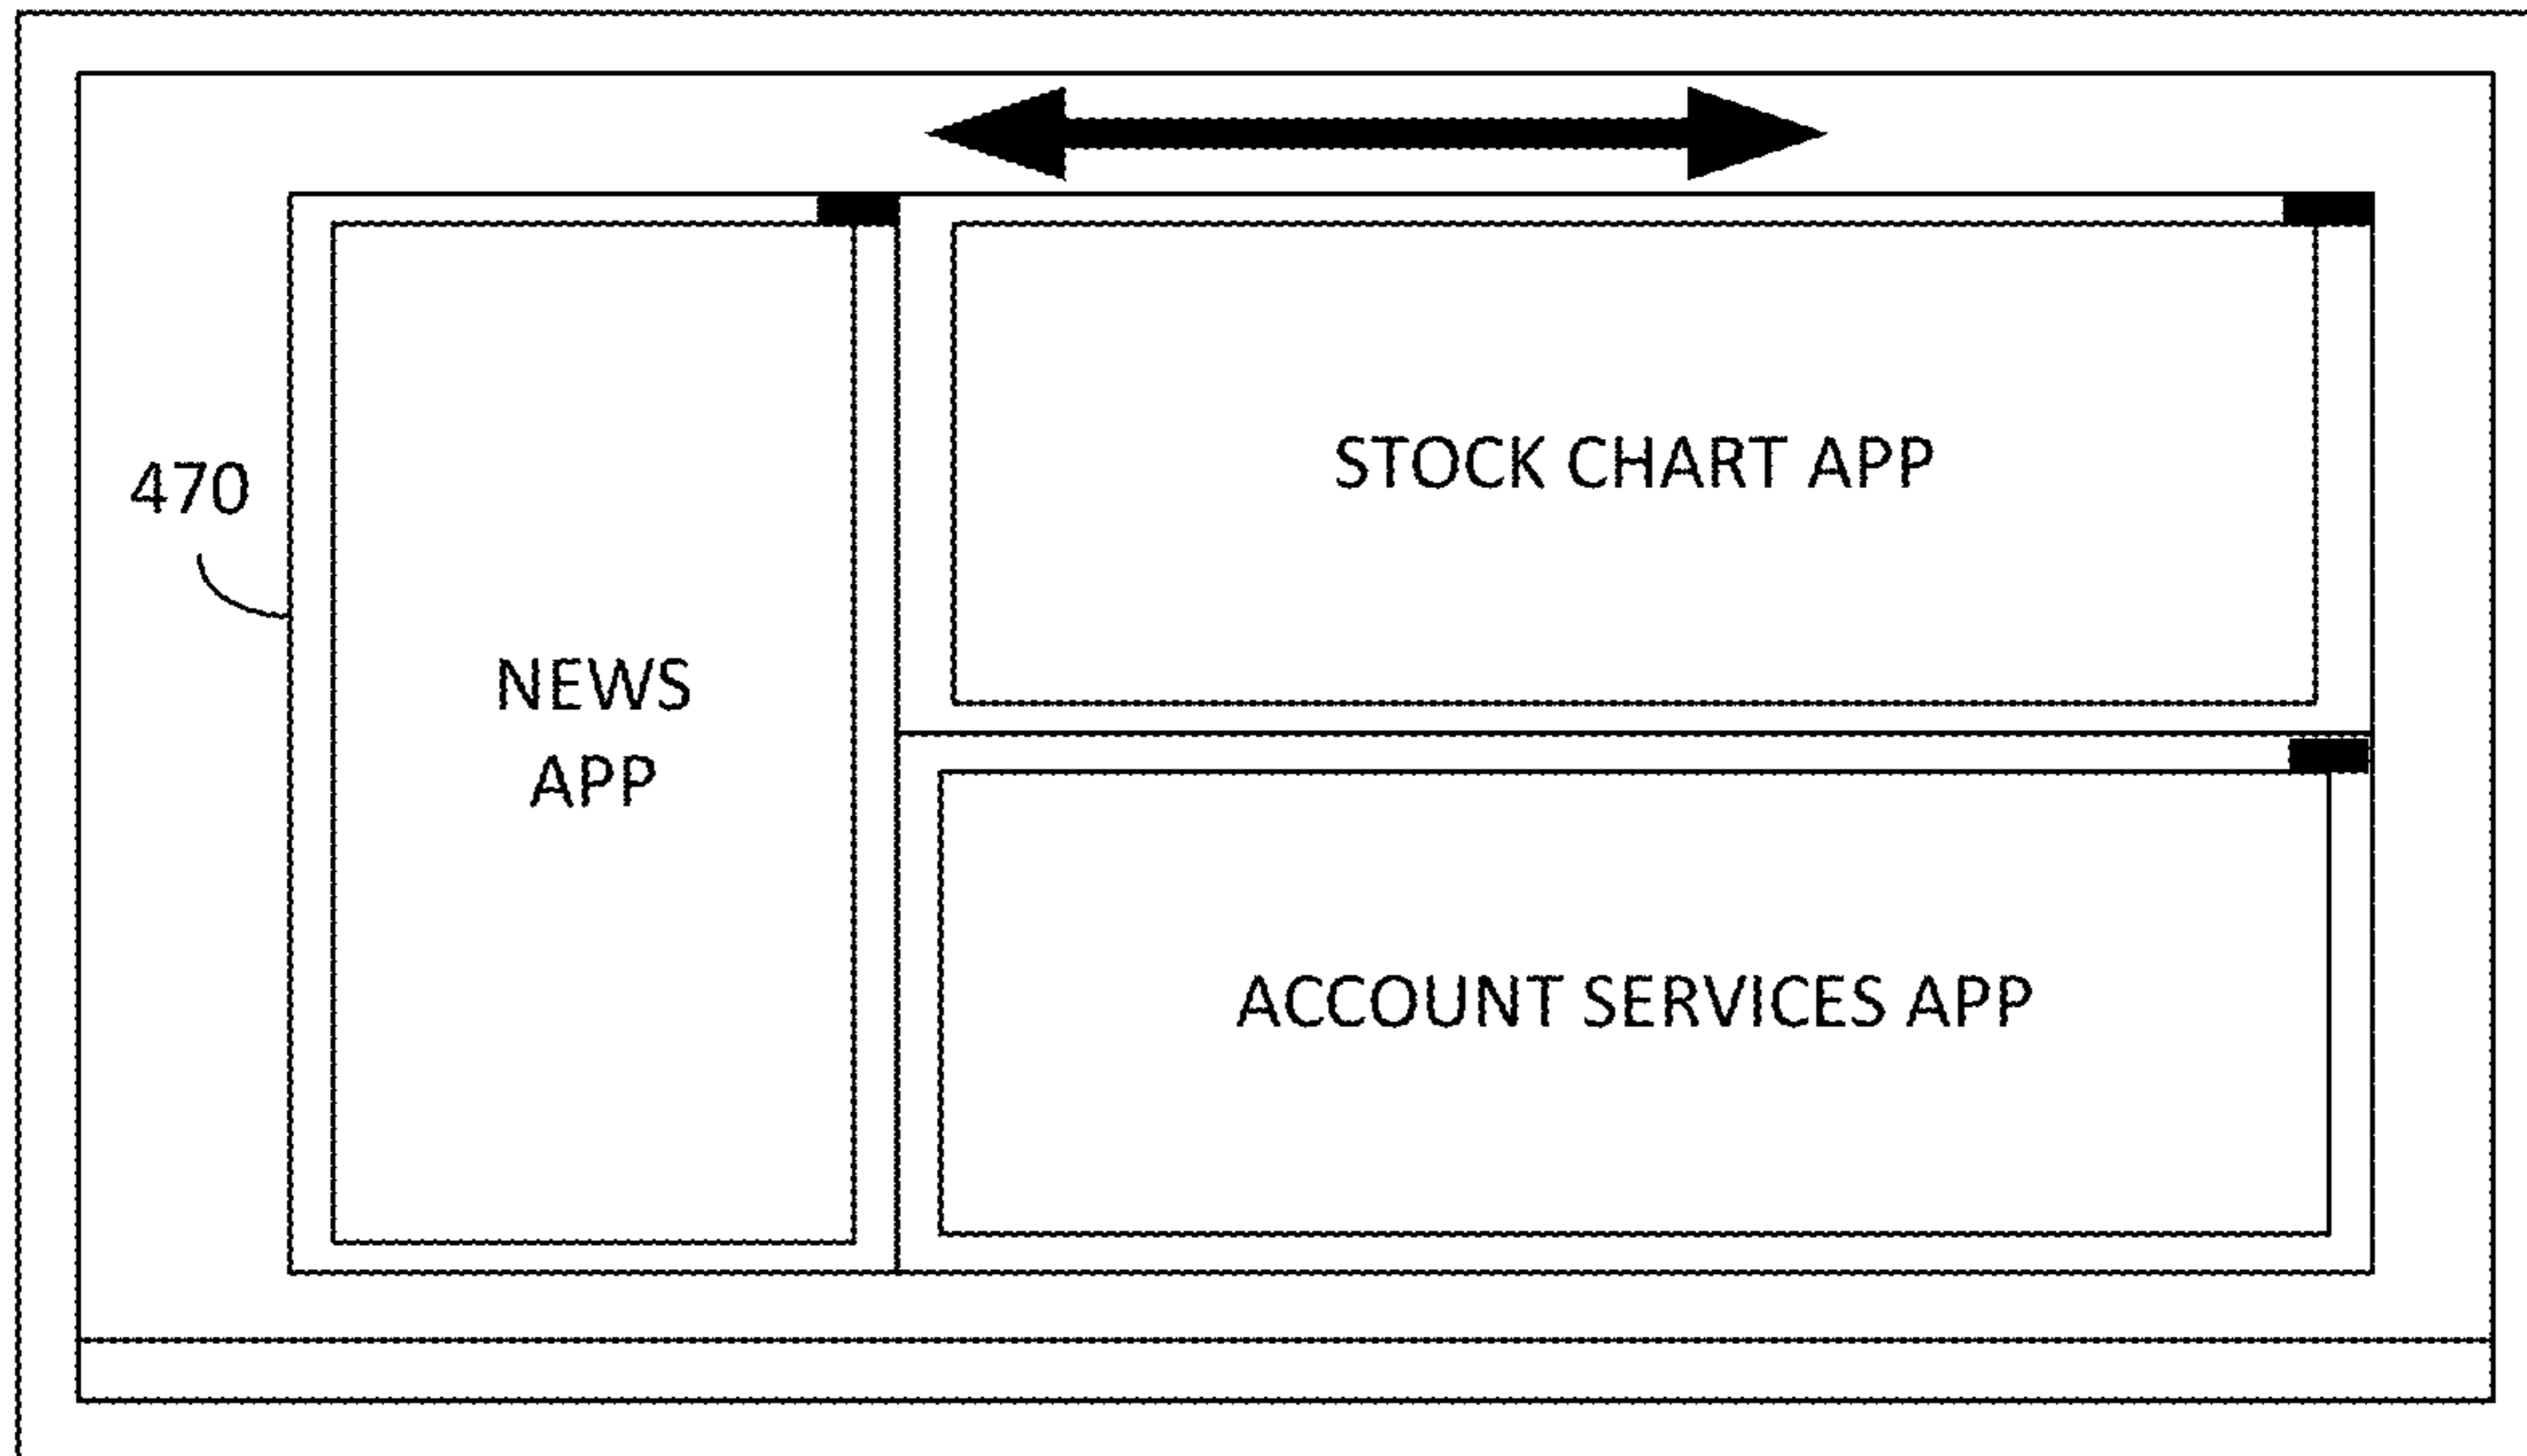 470
NEWS
APP
STOCK CHART APP
ACCOUNT SERVICES APP